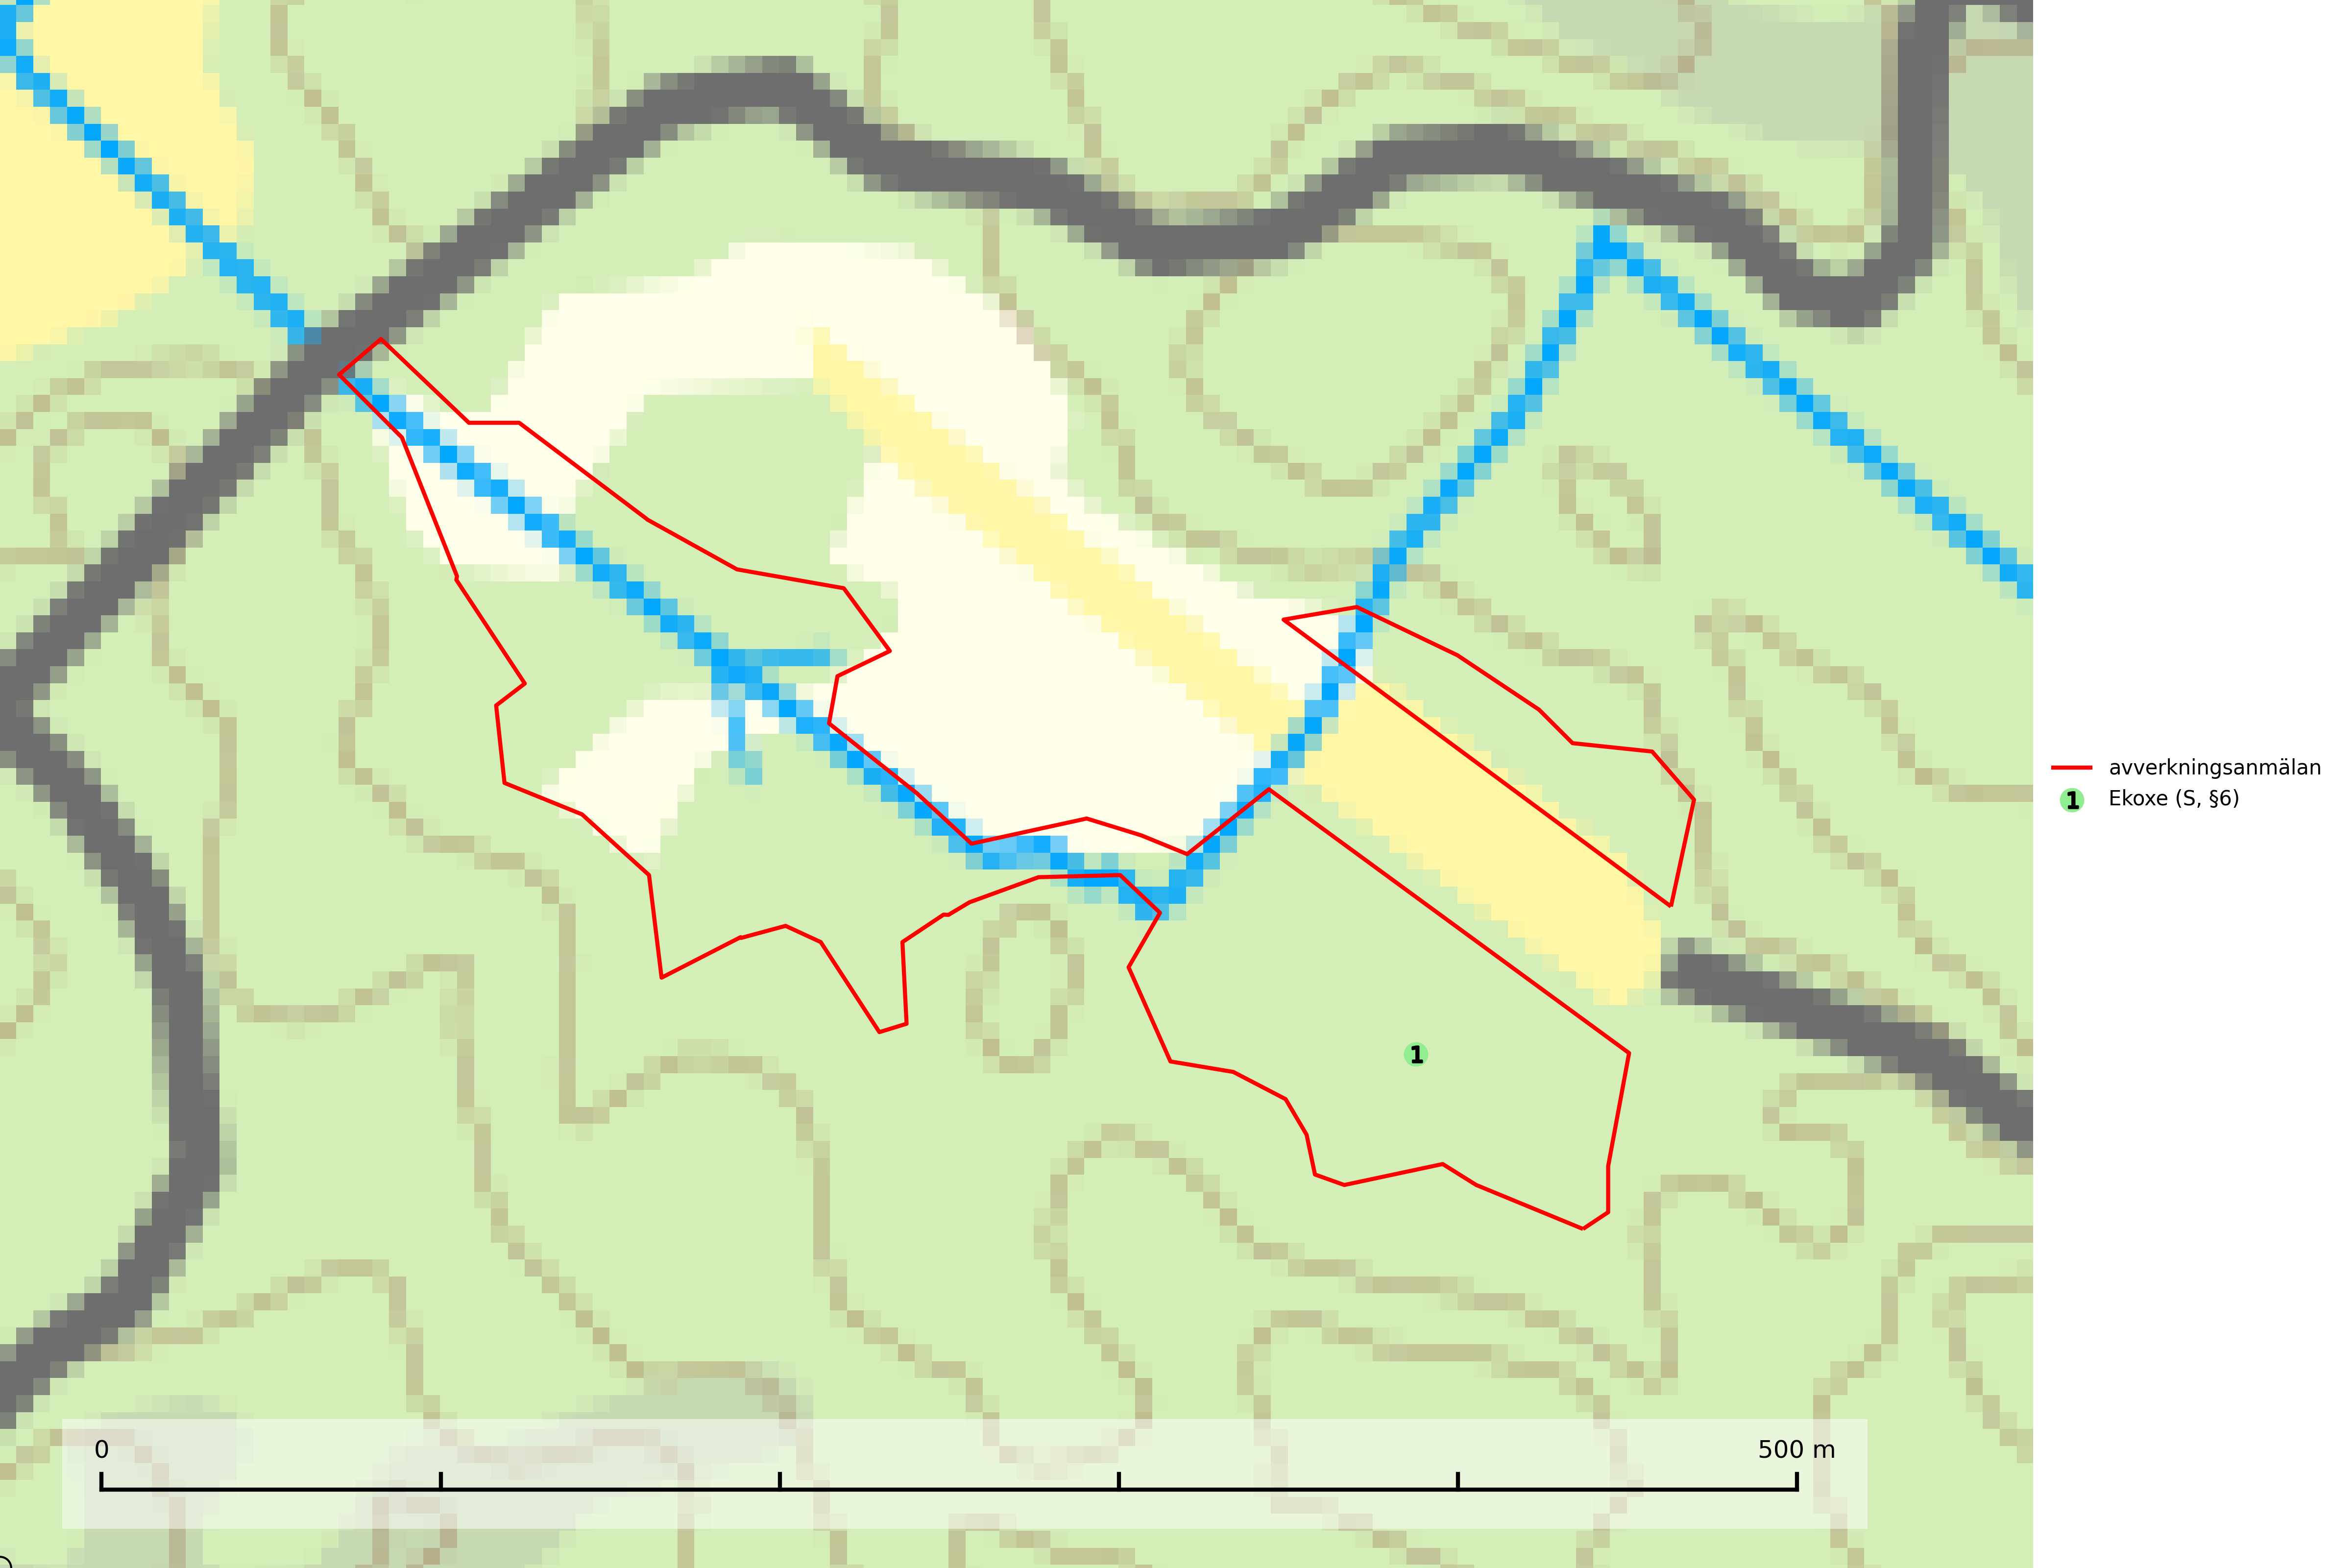 avverkningsanmälan
1 Ekoxe (S, §6)
1
0 500 m